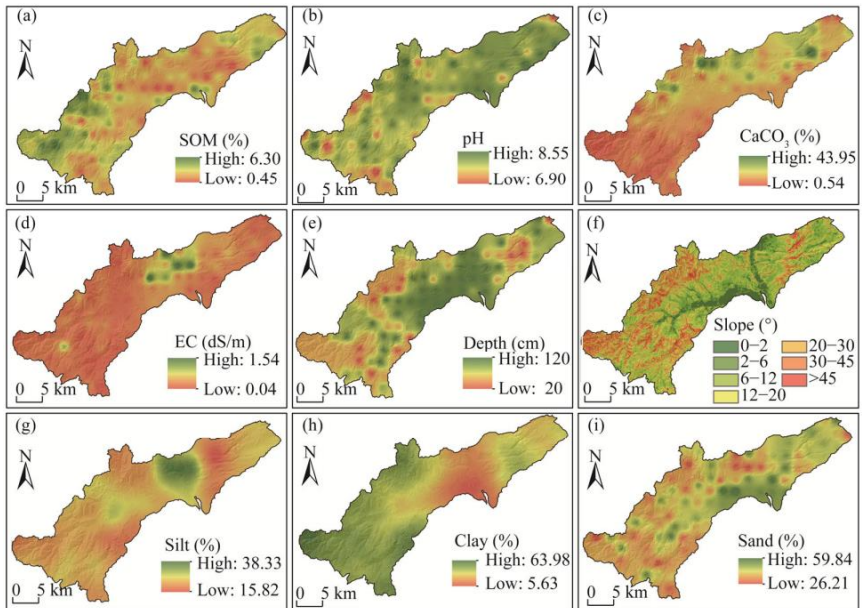 (a)
N
SOM (%)
High: 6.30
Low: 0.45
0 5 km
(b)
N
pH
High: 8.55
Low: 6.90
0 5 km
(c)
N
CaCO₃ (%)
High: 43.95
Low: 0.54
0 5 km
(d)
N
EC (dS/m)
High: 1.54
Low: 0.04
0 5 km
(e)
N
Depth (cm)
High: 120
Low: 20
0 5 km
(f)
N
Slope (°)
0−2 20−30
2−6 30−45
6−12 >45
12−20
0 5 km
(g)
N
Silt (%)
High: 38.33
Low: 15.82
0 5 km
(h)
N
Clay (%)
High: 63.98
Low: 5.63
0 5 km
(i)
N
Sand (%)
High: 59.84
Low: 26.21
0 5 km